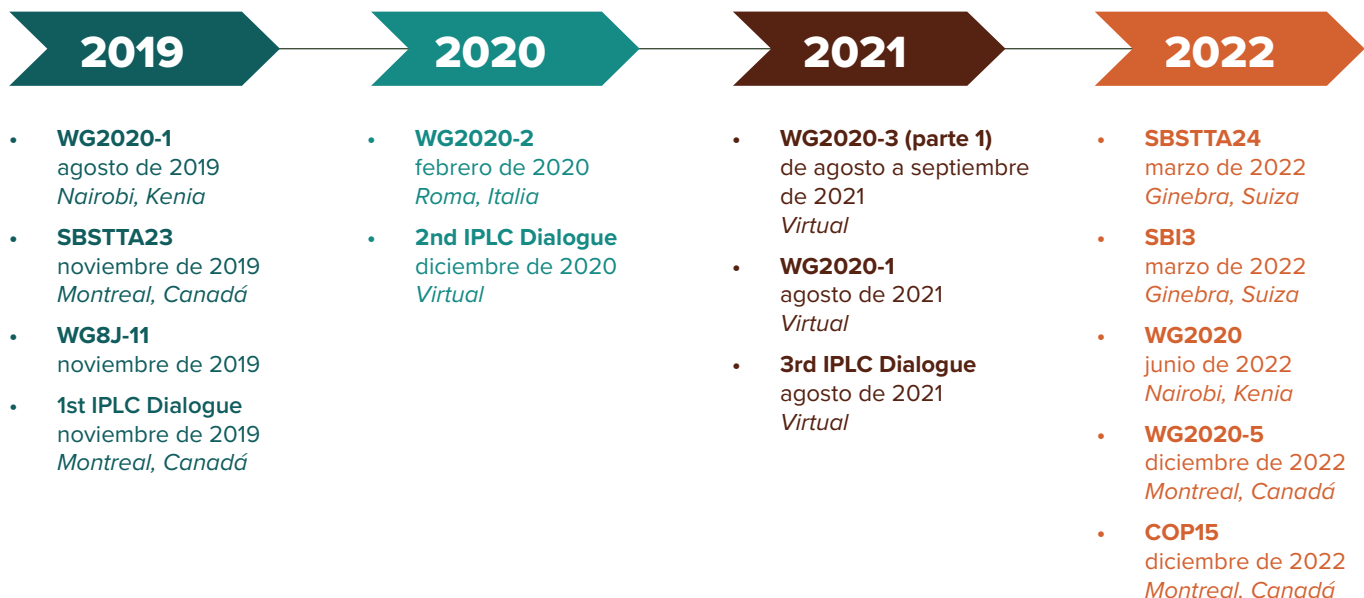 2019
• WG2020-1
agosto de 2019
Nairobi, Kenia
• SBSTTA23
noviembre de 2019
Montreal, Canadá
• WG8J-11
noviembre de 2019
• 1st IPLC Dialogue
noviembre de 2019
Montreal, Canadá
2020
• WG2020-2
febrero de 2020
Roma, Italia
• 2nd IPLC Dialogue
diciembre de 2020
Virtual
2021
• WG2020-3 (parte 1)
de agosto a septiembre
de 2021
Virtual
• WG2020-1
agosto de 2021
Virtual
• 3rd IPLC Dialogue
agosto de 2021
Virtual
2022
• SBSTTA24
marzo de 2022
Ginebra, Suiza
• SBI3
marzo de 2022
Ginebra, Suiza
• WG2020
junio de 2022
Nairobi, Kenia
• WG2020-5
diciembre de 2022
Montreal, Canadá
• COP15
diciembre de 2022
Montreal, Canadá